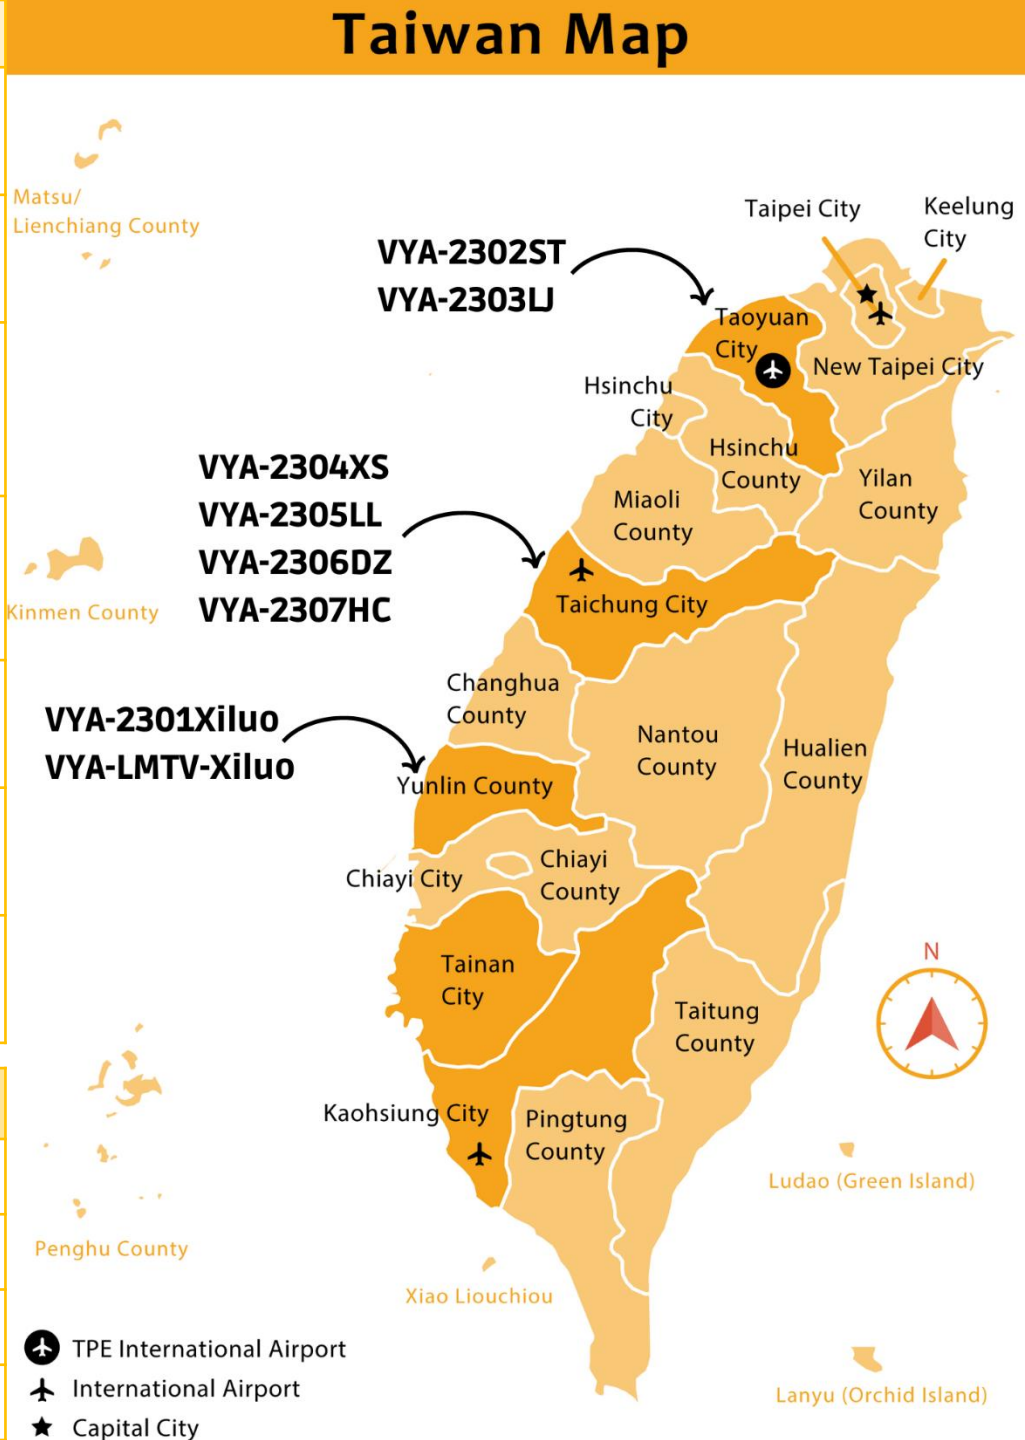 Taiwan Map
Matsu/
Lienchiang County
Taipei City
Keelung
City
VYA-2302ST
VYA-2303LJ
Taoyuan
City
New Taipei City
Hsinchu
City
Hsinchu
County
VYA-2304XS
VYA-2305LL
VYA-2306DZ
VYA-2307HC
Miaoli
County
Yilan
County
Kinmen County
Taichung City
Changhua
County
VYA-2301Xiluo
VYA-LMTV-Xiluo
Nantou
County
Hualien
County
Yunlin County
Chiayi City
Chiayi
County
Tainan
City
N
Taitung
County
Kaohsiung City
Pingtung
County
Ludao (Green Island)
Penghu County
Xiao Liouchiou
TPE International Airport
International Airport
Capital City
Lanyu (Orchid Island)